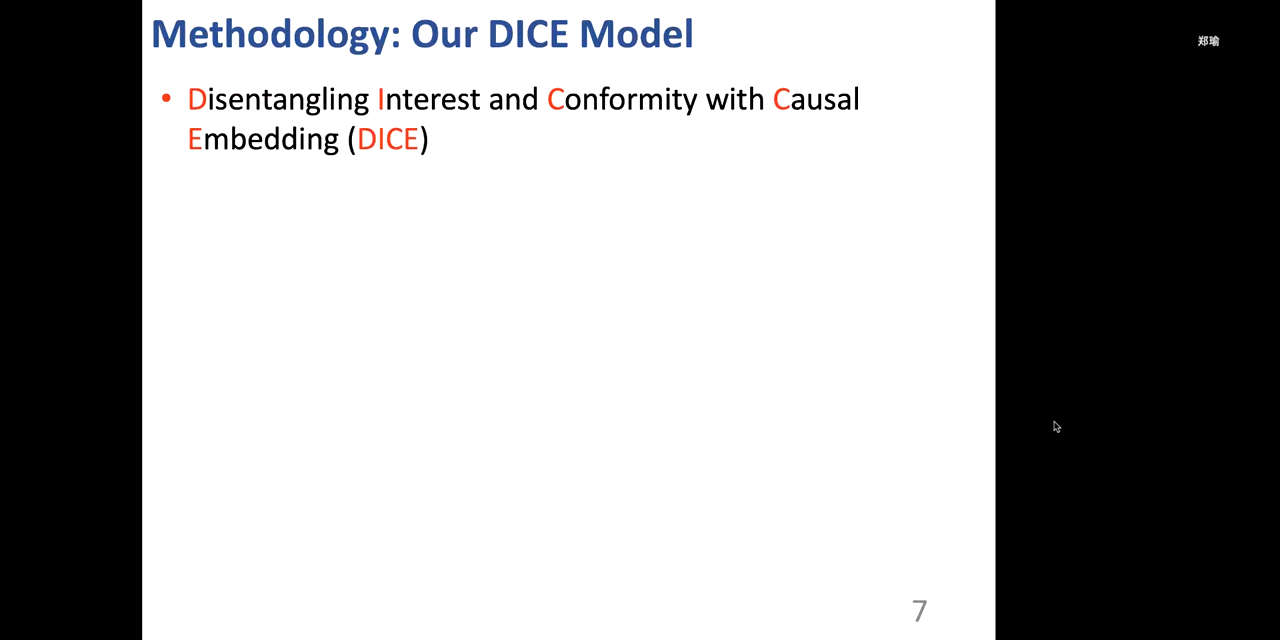 Methodology: Our DICE Model
• Disentangling Interest and Conformity with Causal
Embedding (DICE)
郑瑜
7